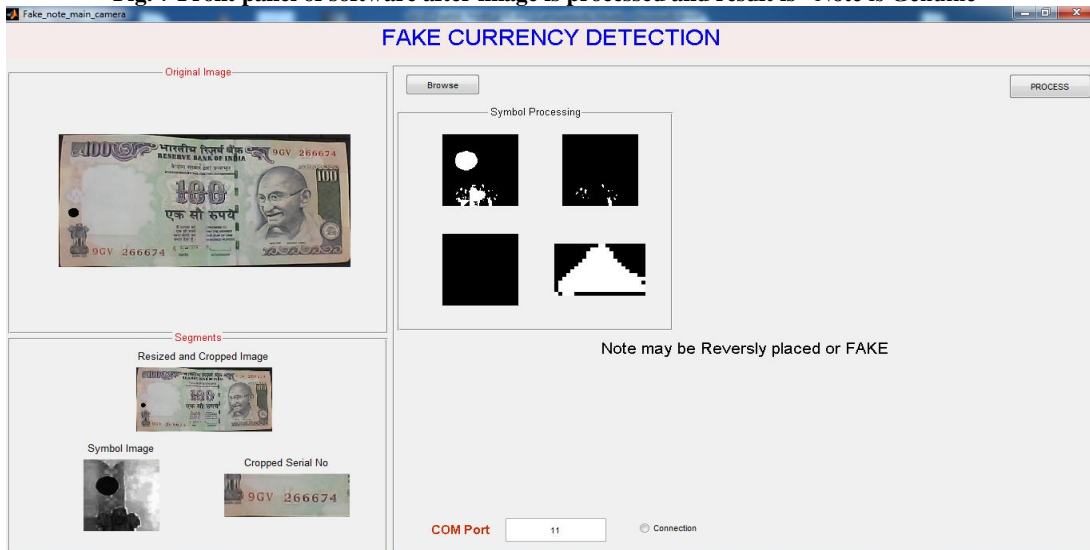 Fig. 7 Front panel of software after image is processed and result is "Note is Genuine"
Fake_note_main_camera
FAKE CURRENCY DETECTION
Original Image
100
भारतीय रिज़र्व बैंक
RESERVE BANK OF INDIA
9GV 266674
100
100
एक सौ रुपये
9GV 266674
Browse
PROCESS
Symbol Processing
Note may be Reversly placed or FAKE
Segments
Resized and Cropped Image
100
Symbol Image
Cropped Serial No
9GV 266674
COM Port
11
Connection